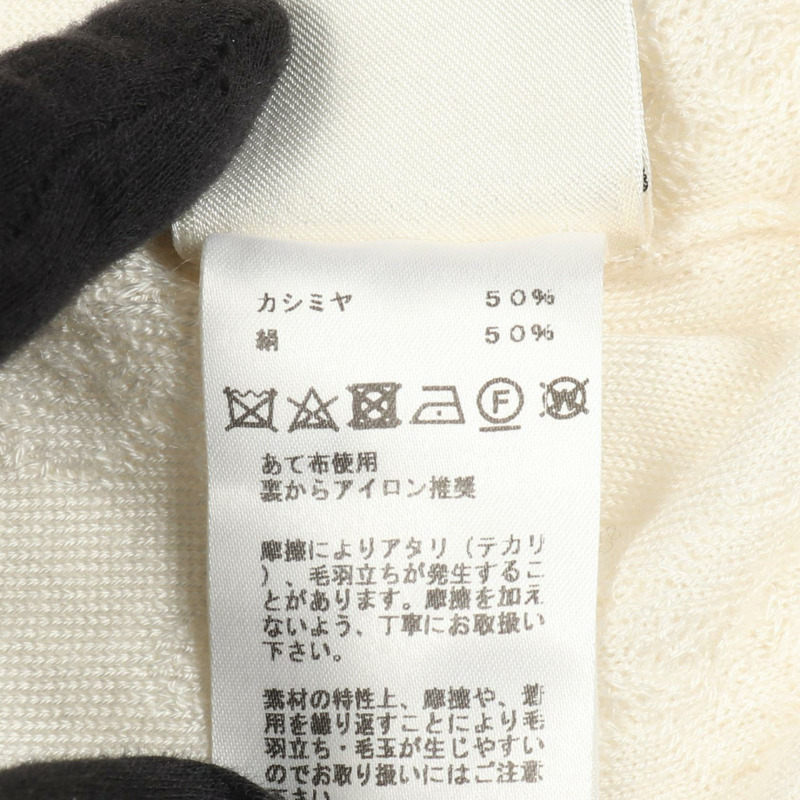 カシミヤ 50%
絹 50%
F
W
あて布使用
裏からアイロン推奨
摩擦によりアタリ（テカリ
）、毛羽立ちが発生するこ
とがあります。摩擦を加え
ないよう、丁寧にお取扱い
下さい。
素材の特性上、摩擦や、着
用を繰り返すことにより毛
羽立ち・毛玉が生じやすい
のでお取り扱いにはご注意
下さい